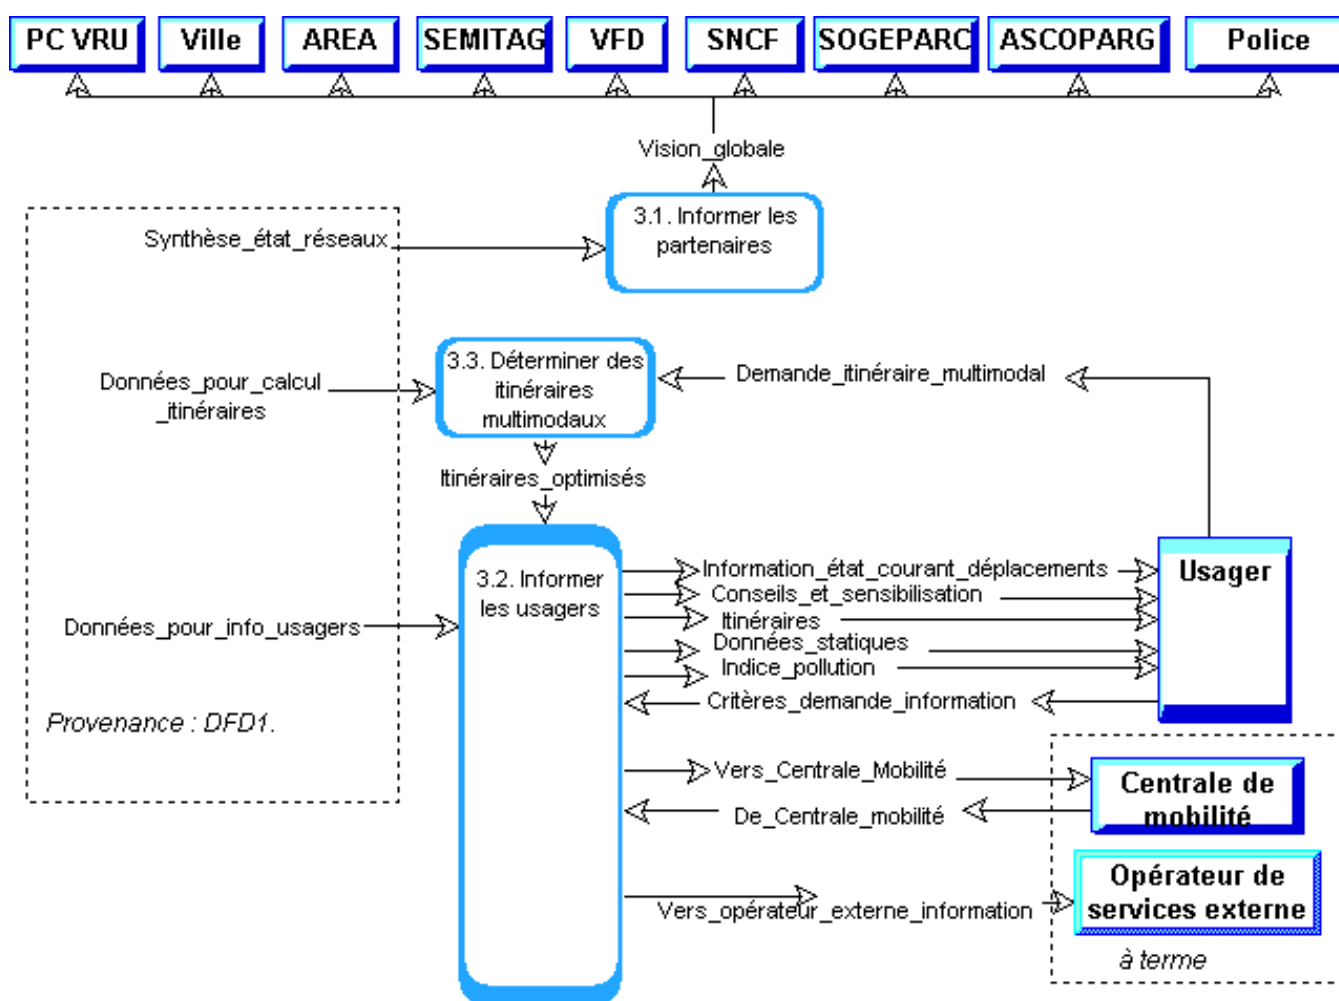 PC VRU
Ville
AREA
SEMITAG
VFD
SNCF
SOGEPARC
ASCOPARG
Police
Vision_globale
3.1. Informer les
partenaires
Synthèse_état_réseaux
3.3. Déterminer des
itinéraires
multimodaux
Demande_itinéraire_multimodal
Données_pour_calcul
_itinéraires
Itinéraires_optimisés
3.2. Informer
les usagers
Information_état_courant_déplacements
Conseils_et_sensibilisation
Itinéraires
Données_statiques
Indice_pollution
Critères_demande_information
Usager
Données_pour_info_usagers
Provenance : DFD1.
Vers_Centrale_Mobilité
De_Centrale_mobilité
Centrale de
mobilité
Vers_opérateur_externe_information
Opérateur de
services externe
à terme